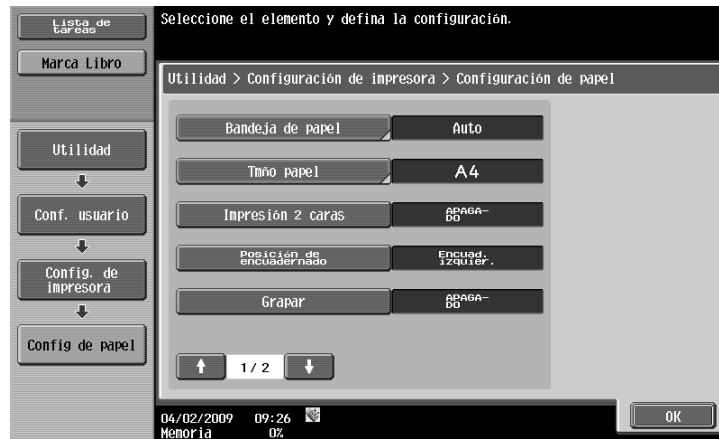 Lista de
tareas
Marca Libro
Utilidad
Conf. usuario
Config. de
impresora
Config de papel
Seleccione el elemento y defina la configuración.
Utilidad > Configuración de impresora > Configuración de papel
Bandeja de papel
Auto
Tmño papel
A4
Impresión 2 caras
APAGA-
DO
Posición de
encuadernado
Encuad.
izquier.
Grapar
APAGA-
DO
1/2
04/02/2009 09:26
Memoria 0%
OK